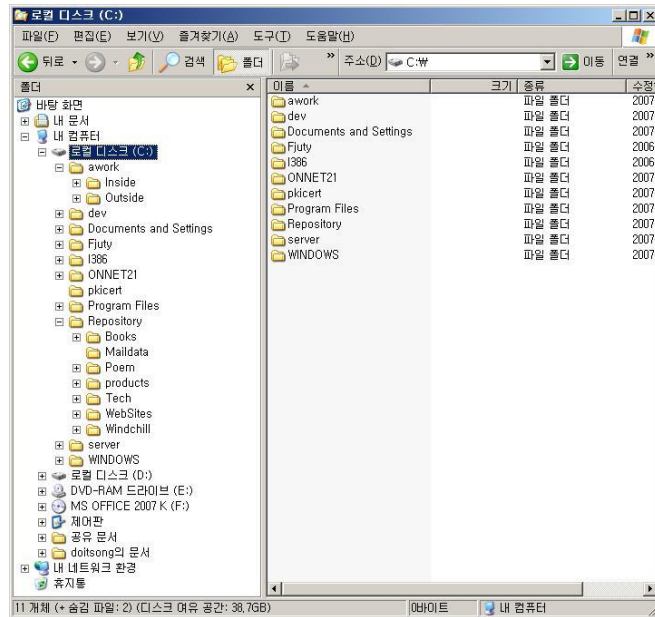 로컬 디스크 (C:)
파일(F) 편집(E) 보기(V) 즐겨찾기(A) 도구(T) 도움말(H)
뒤로 검색 폴더 » 주소(D) C:\ 이동 연결 »
폴더 x
바탕 화면
내 문서
내 컴퓨터
로컬 디스크 (C:)
awork
Inside
Outside
dev
Documents and Settings
Fjuty
I386
ONNET21
pkicert
Program Files
Repository
Books
Maildata
Poem
products
Tech
WebSites
Windchill
server
WINDOWS
로컬 디스크 (D:)
DVD-RAM 드라이브 (E:)
MS OFFICE 2007 K (F:)
제어판
공유 문서
doitsong의 문서
내 네트워크 환경
휴지통
이름 크기 종류 수정
awork 파일 폴더 2007
dev 파일 폴더 2007
Documents and Settings 파일 폴더 2007
Fjuty 파일 폴더 2006
I386 파일 폴더 2006
ONNET21 파일 폴더 2007
pkicert 파일 폴더 2007
Program Files 파일 폴더 2007
Repository 파일 폴더 2007
server 파일 폴더 2007
WINDOWS 파일 폴더 2007
11 개체 (+ 숨김 파일: 2) (디스크 여유 공간: 38,7GB) 0바이트 내 컴퓨터